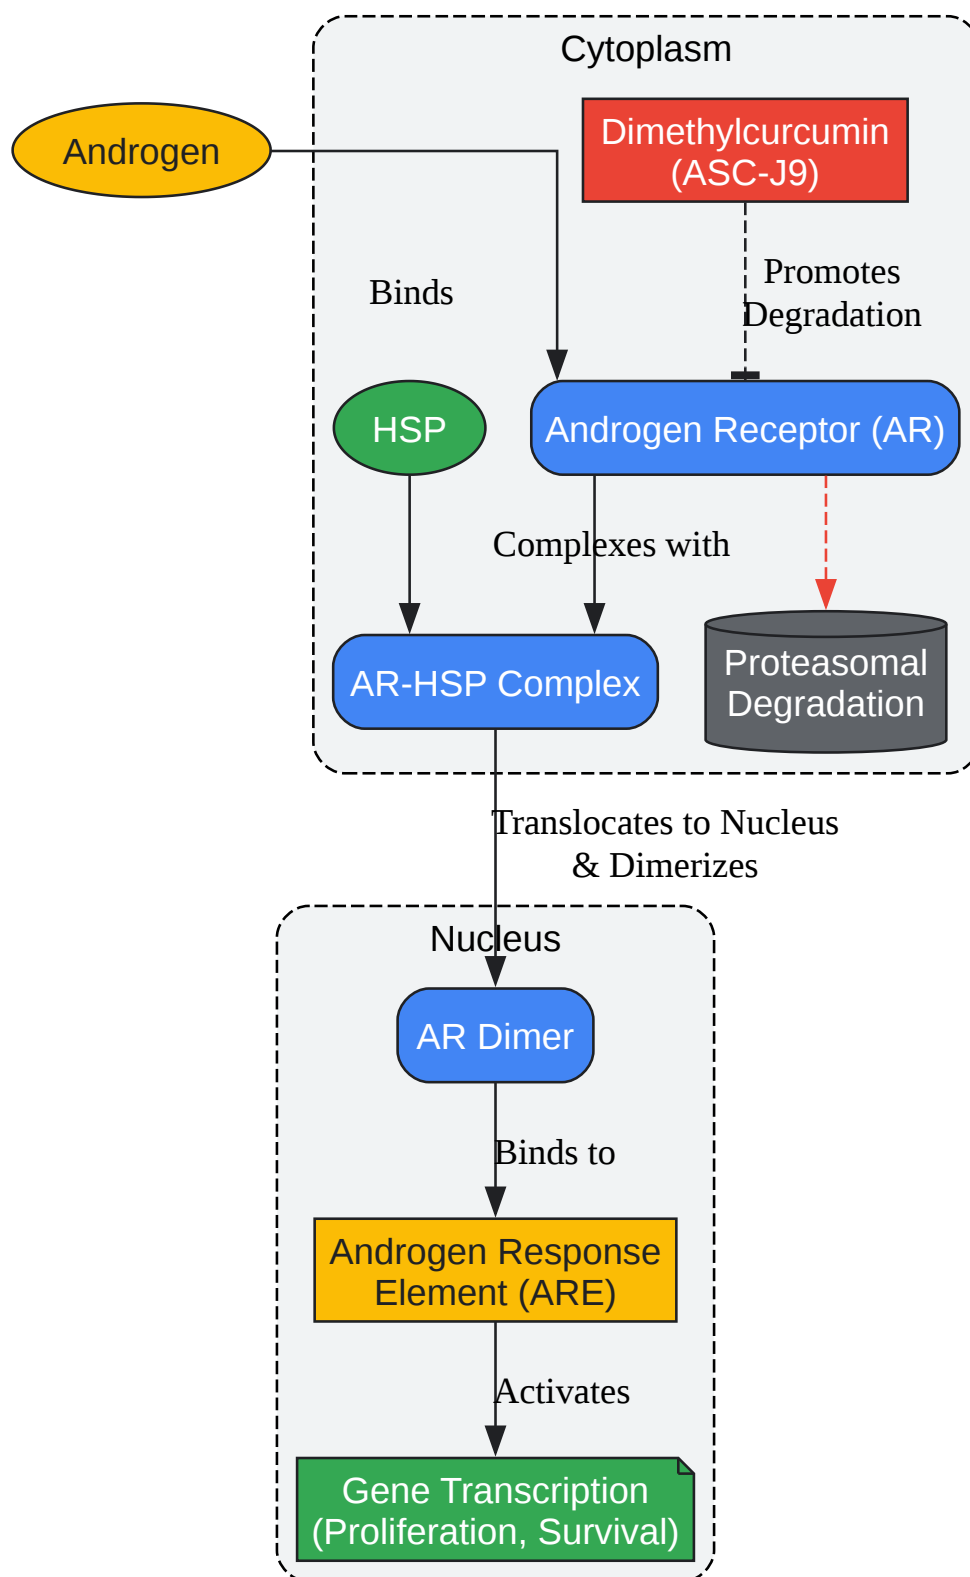 Cytoplasm
Androgen
Dimethylcurcumin
(ASC-J9)
Binds
Promotes
Degradation
HSP
Androgen Receptor (AR)
Complexes with
AR-HSP Complex
Proteasomal
Degradation
Translocates to Nucleus
& Dimerizes
Nucleus
AR Dimer
Binds to
Androgen Response
Element (ARE)
Activates
Gene Transcription
(Proliferation, Survival)